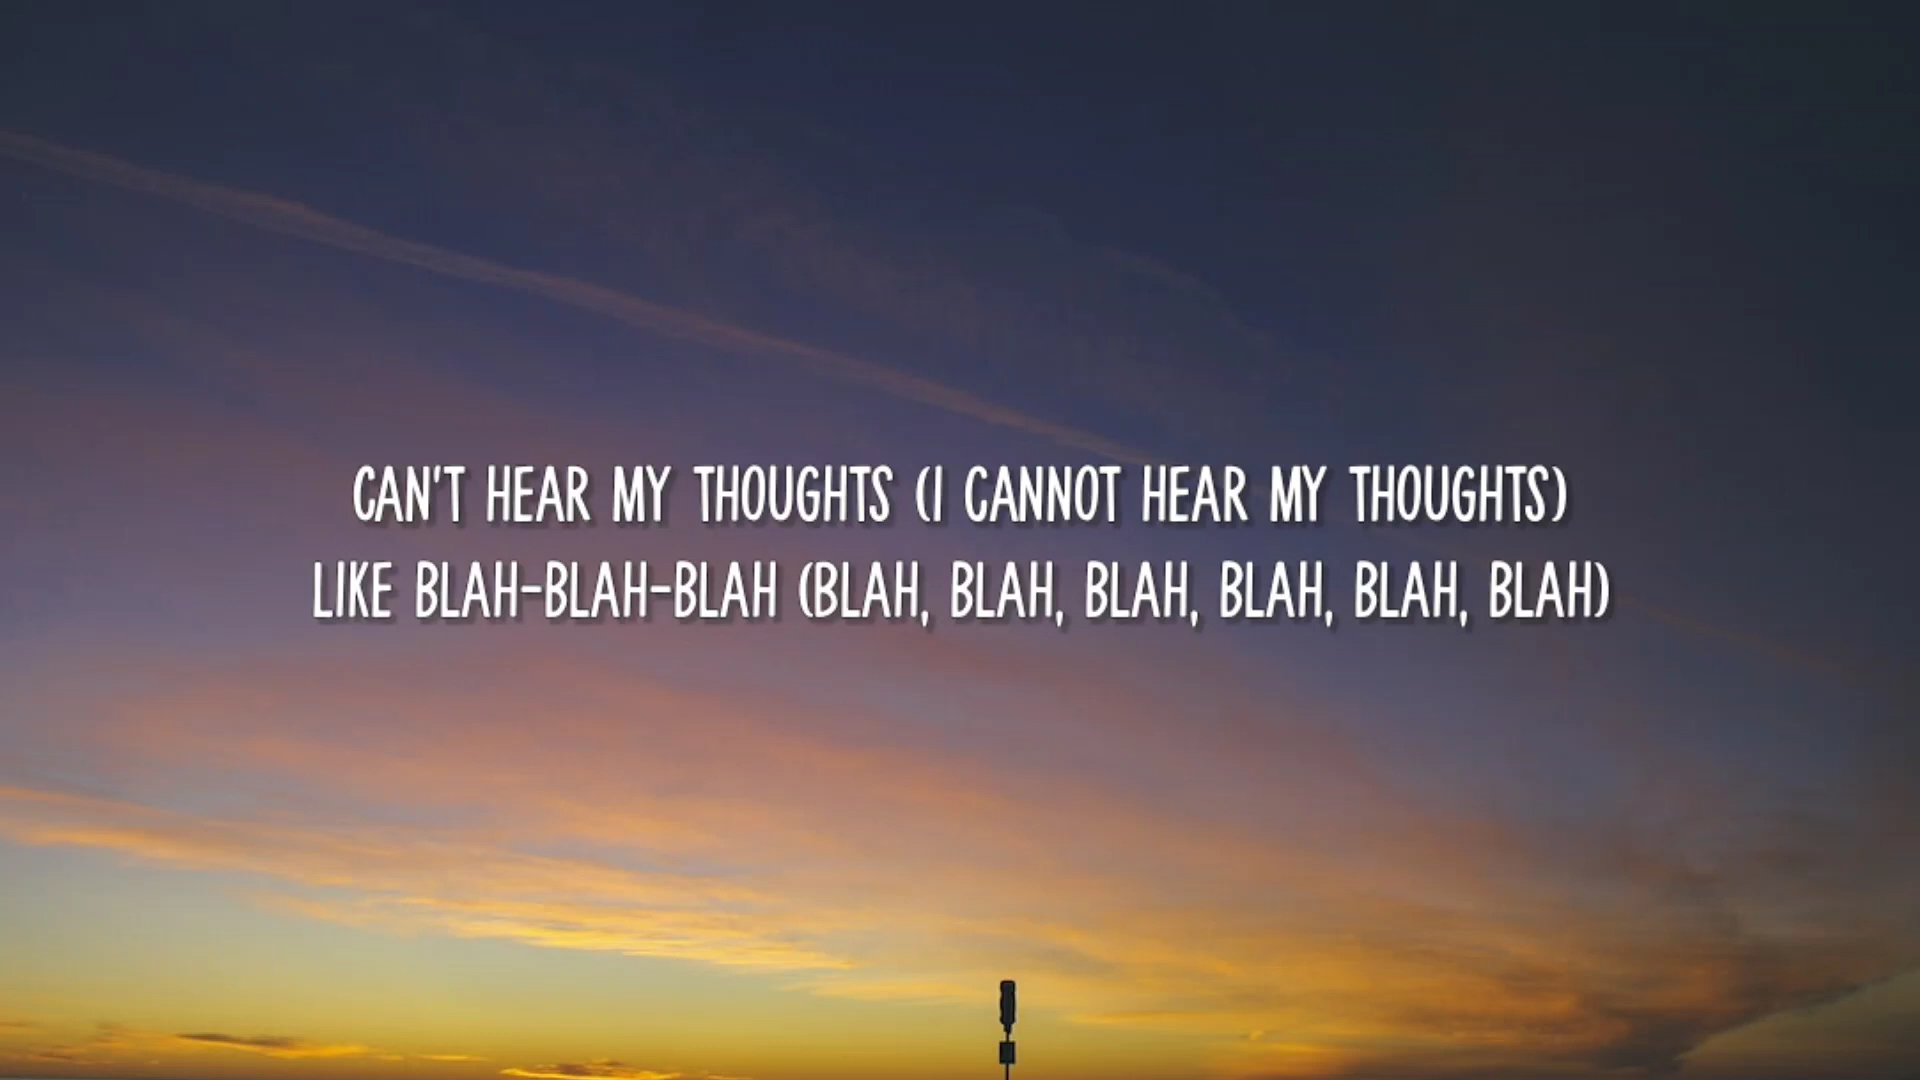 CAN'T HEAR MY THOUGHTS (I CANNOT HEAR MY THOUGHTS)
LIKE BLAH-BLAH-BLAH (BLAH, BLAH, BLAH, BLAH, BLAH, BLAH)